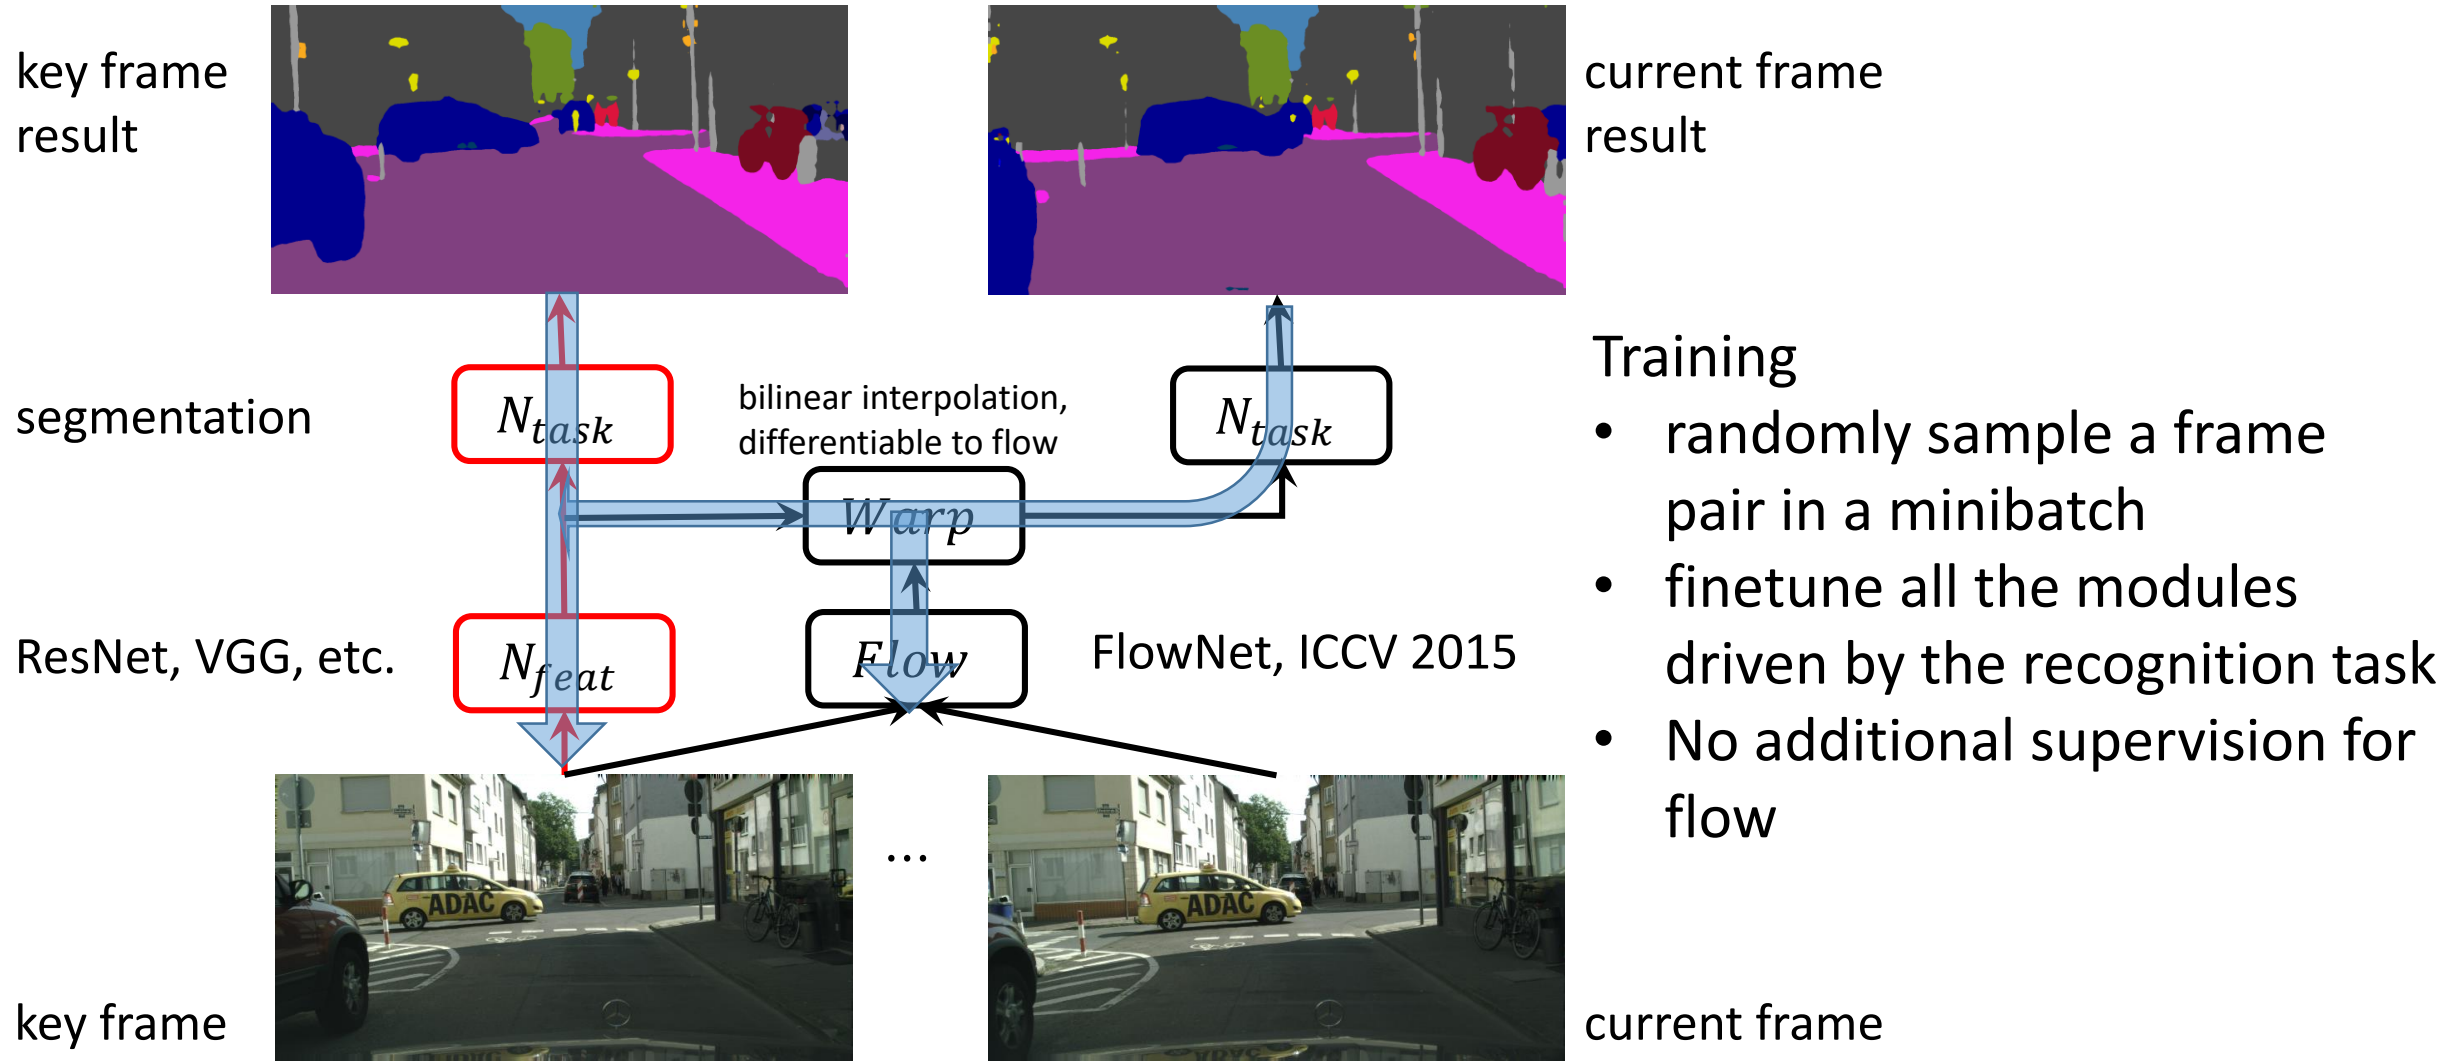 key frame
result
current frame
result
segmentation
N_task
bilinear interpolation,
differentiable to flow
N_task
Warp
ResNet, VGG, etc.
N_feat
Flow
FlowNet, ICCV 2015
Training
• randomly sample a frame
pair in a minibatch
• finetune all the modules
driven by the recognition task
• No additional supervision for
flow
...
ADAC
ADAC
key frame
current frame